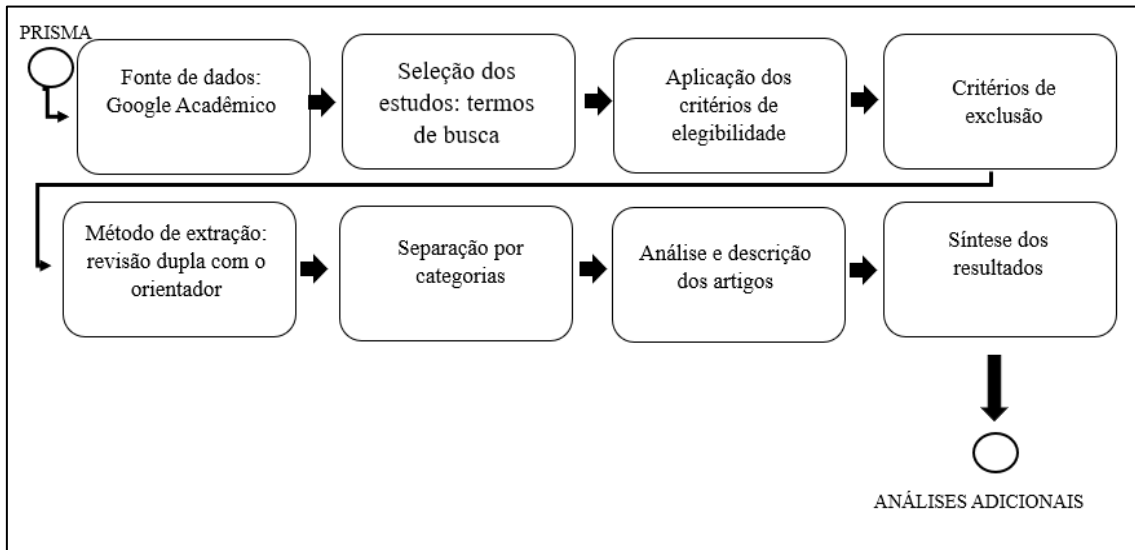 PRISMA
Fonte de dados:
Google Acadêmico
Seleção dos
estudos: termos
de busca
Aplicação dos
critérios de
elegibilidade
Critérios de
exclusão
Método de extração:
revisão dupla com o
orientador
Separação por
categorias
Análise e descrição
dos artigos
Síntese dos
resultados
ANÁLISES ADICIONAIS